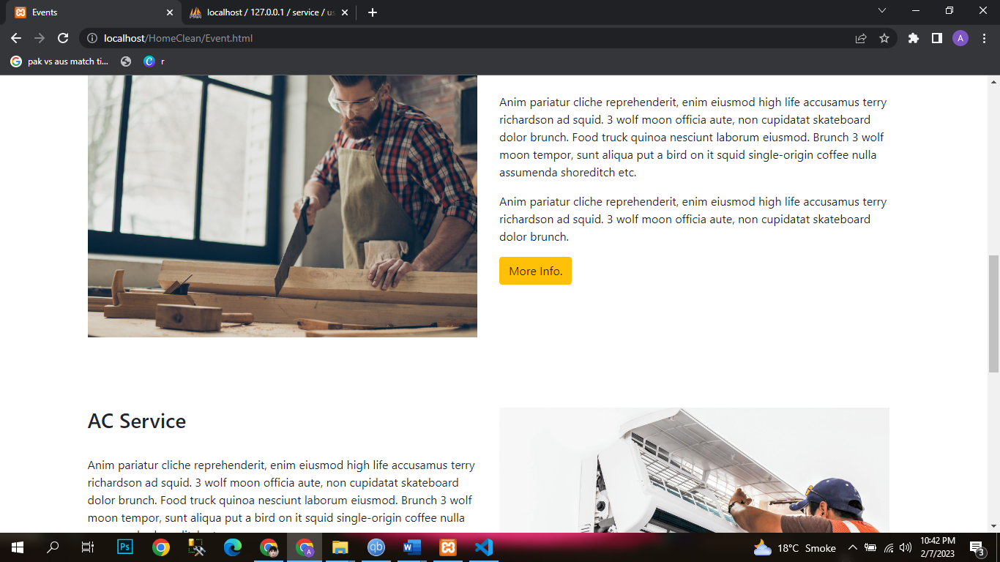 Events
localhost / 127.0.0.1 / service / us
localhost/HomeClean/Event.html
A
pak vs aus match ti...
r
Anim pariatur cliche reprehenderit, enim eiusmod high life accusamus terry
richardson ad squid. 3 wolf moon officia aute, non cupidatat skateboard
dolor brunch. Food truck quinoa nesciunt laborum eiusmod. Brunch 3 wolf
moon tempor, sunt aliqua put a bird on it squid single-origin coffee nulla
assumenda shoreditch etc.
Anim pariatur cliche reprehenderit, enim eiusmod high life accusamus terry
richardson ad squid. 3 wolf moon officia aute, non cupidatat skateboard
dolor brunch.
More Info.
AC Service
Anim pariatur cliche reprehenderit, enim eiusmod high life accusamus terry
richardson ad squid. 3 wolf moon officia aute, non cupidatat skateboard
dolor brunch. Food truck quinoa nesciunt laborum eiusmod. Brunch 3 wolf
moon tempor, sunt aliqua put a bird on it squid single-origin coffee nulla
18°C Smoke
10:42 PM
2/7/2023
3